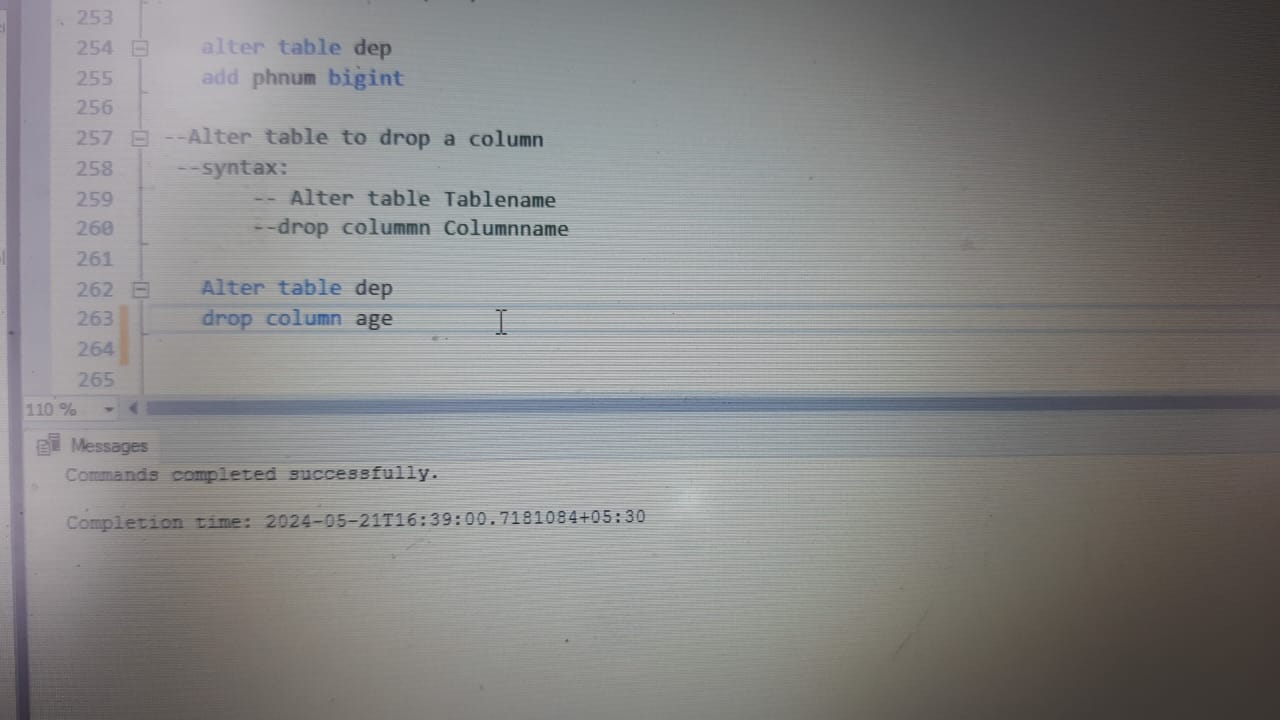 253
254 alter table dep
255 add phnum bigint
256
257 --Alter table to drop a column
258 --syntax:
259 -- Alter table Tablename
260 --drop colummn Columnname
261
262 Alter table dep
263 drop column age
264
265
110 %
Messages
Commands completed successfully.
Completion time: 2024-05-21T16:39:00.7181084+05:30